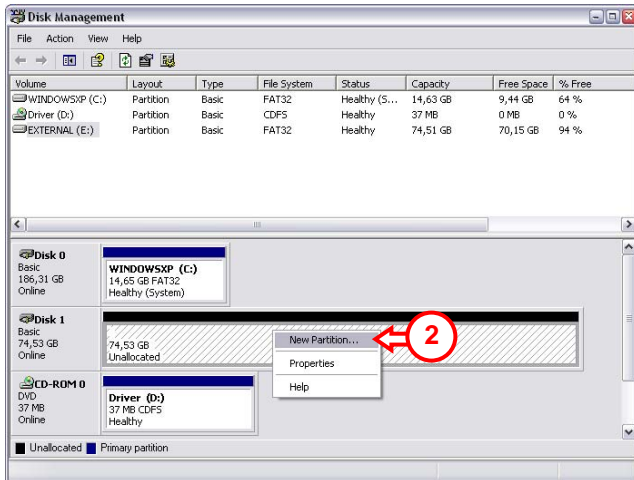 Disk Management
File Action View Help
Volume Layout Type File System Status Capacity Free Space % Free
WINDOWSXP (C:) Partition Basic FAT32 Healthy (S... 14,63 GB 9,44 GB 64 %
Driver (D:) Partition Basic CDFS Healthy 37 MB 0 MB 0 %
EXTERNAL (E:) Partition Basic FAT32 Healthy 74,51 GB 70,15 GB 94 %
Disk 0
Basic
186,31 GB
Online
WINDOWSXP (C:)
14,65 GB FAT32
Healthy (System)
Disk 1
Basic
74,53 GB
Online
74,53 GB
Unallocated
New Partition...
Properties
Help
2
CD-ROM 0
DVD
37 MB
Online
Driver (D:)
37 MB CDFS
Healthy
Unallocated Primary partition